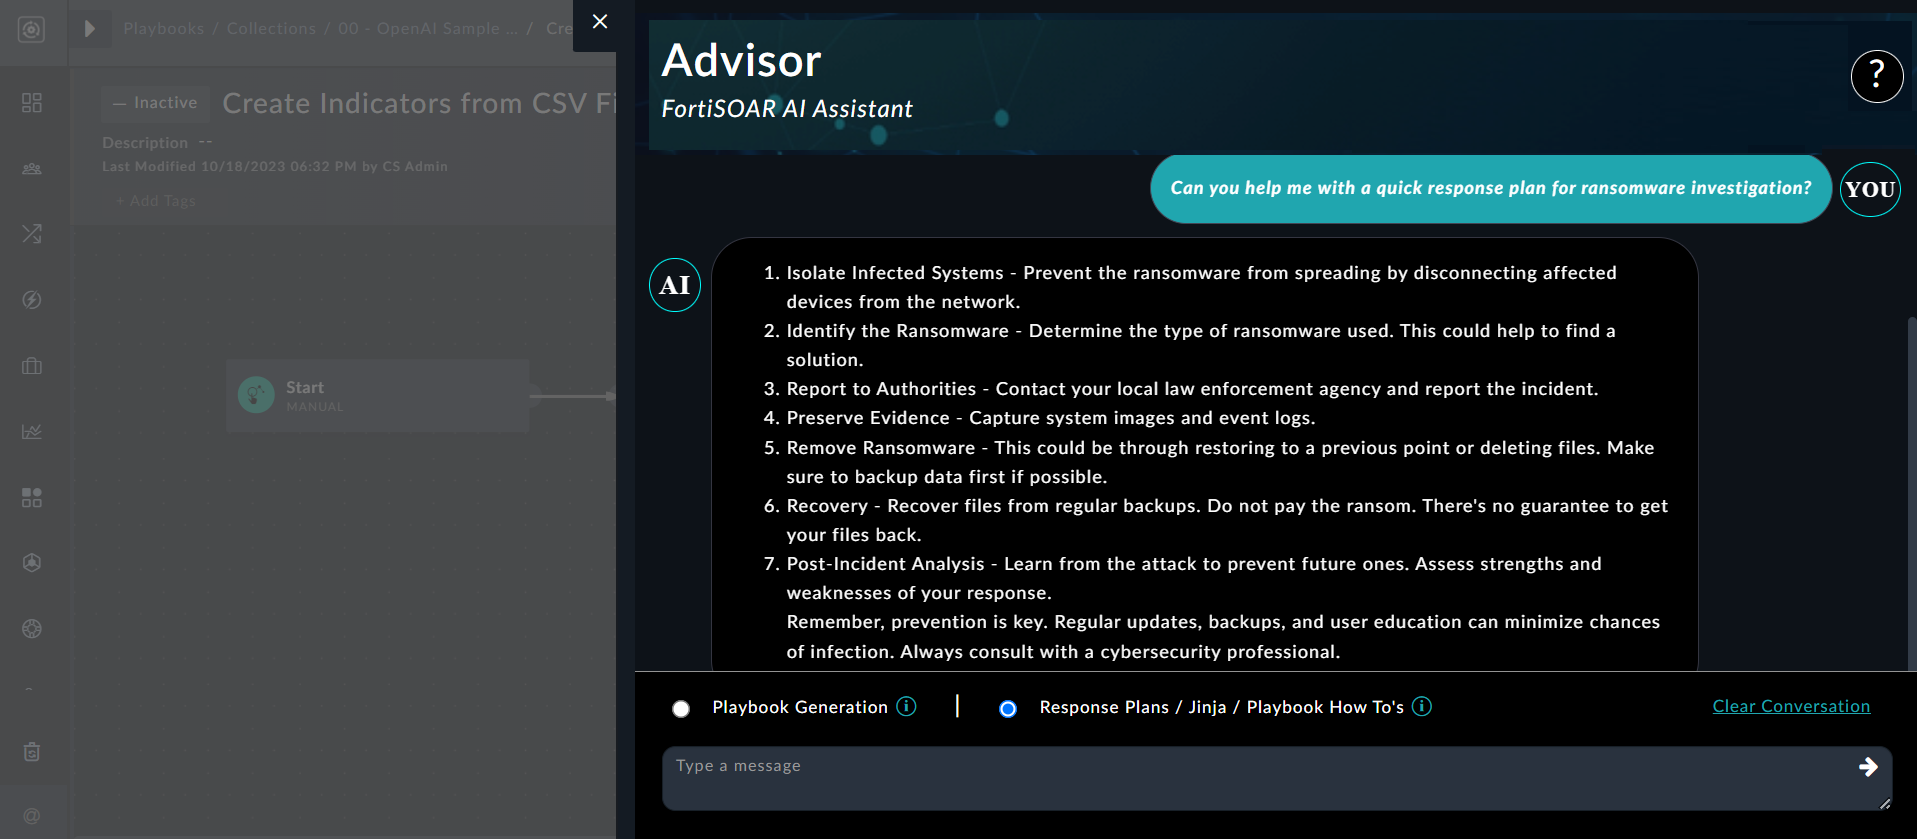 Playbooks / Collections / 00 - OpenAI Sample ... / Cre
— Inactive
Create Indicators from CSV Fi
Description --
Last Modified 10/18/2023 06:32 PM by CS Admin
+ Add Tags
Start
MANUAL
Advisor
FortiSOAR AI Assistant
?
Can you help me with a quick response plan for ransomware investigation?
YOU
AI
1. Isolate Infected Systems - Prevent the ransomware from spreading by disconnecting affected
devices from the network.
2. Identify the Ransomware - Determine the type of ransomware used. This could help to find a
solution.
3. Report to Authorities - Contact your local law enforcement agency and report the incident.
4. Preserve Evidence - Capture system images and event logs.
5. Remove Ransomware - This could be through restoring to a previous point or deleting files. Make
sure to backup data first if possible.
6. Recovery - Recover files from regular backups. Do not pay the ransom. There's no guarantee to get
your files back.
7. Post-Incident Analysis - Learn from the attack to prevent future ones. Assess strengths and
weaknesses of your response.
Remember, prevention is key. Regular updates, backups, and user education can minimize chances
of infection. Always consult with a cybersecurity professional.
Playbook Generation
|
Response Plans / Jinja / Playbook How To's
Clear Conversation
Type a message